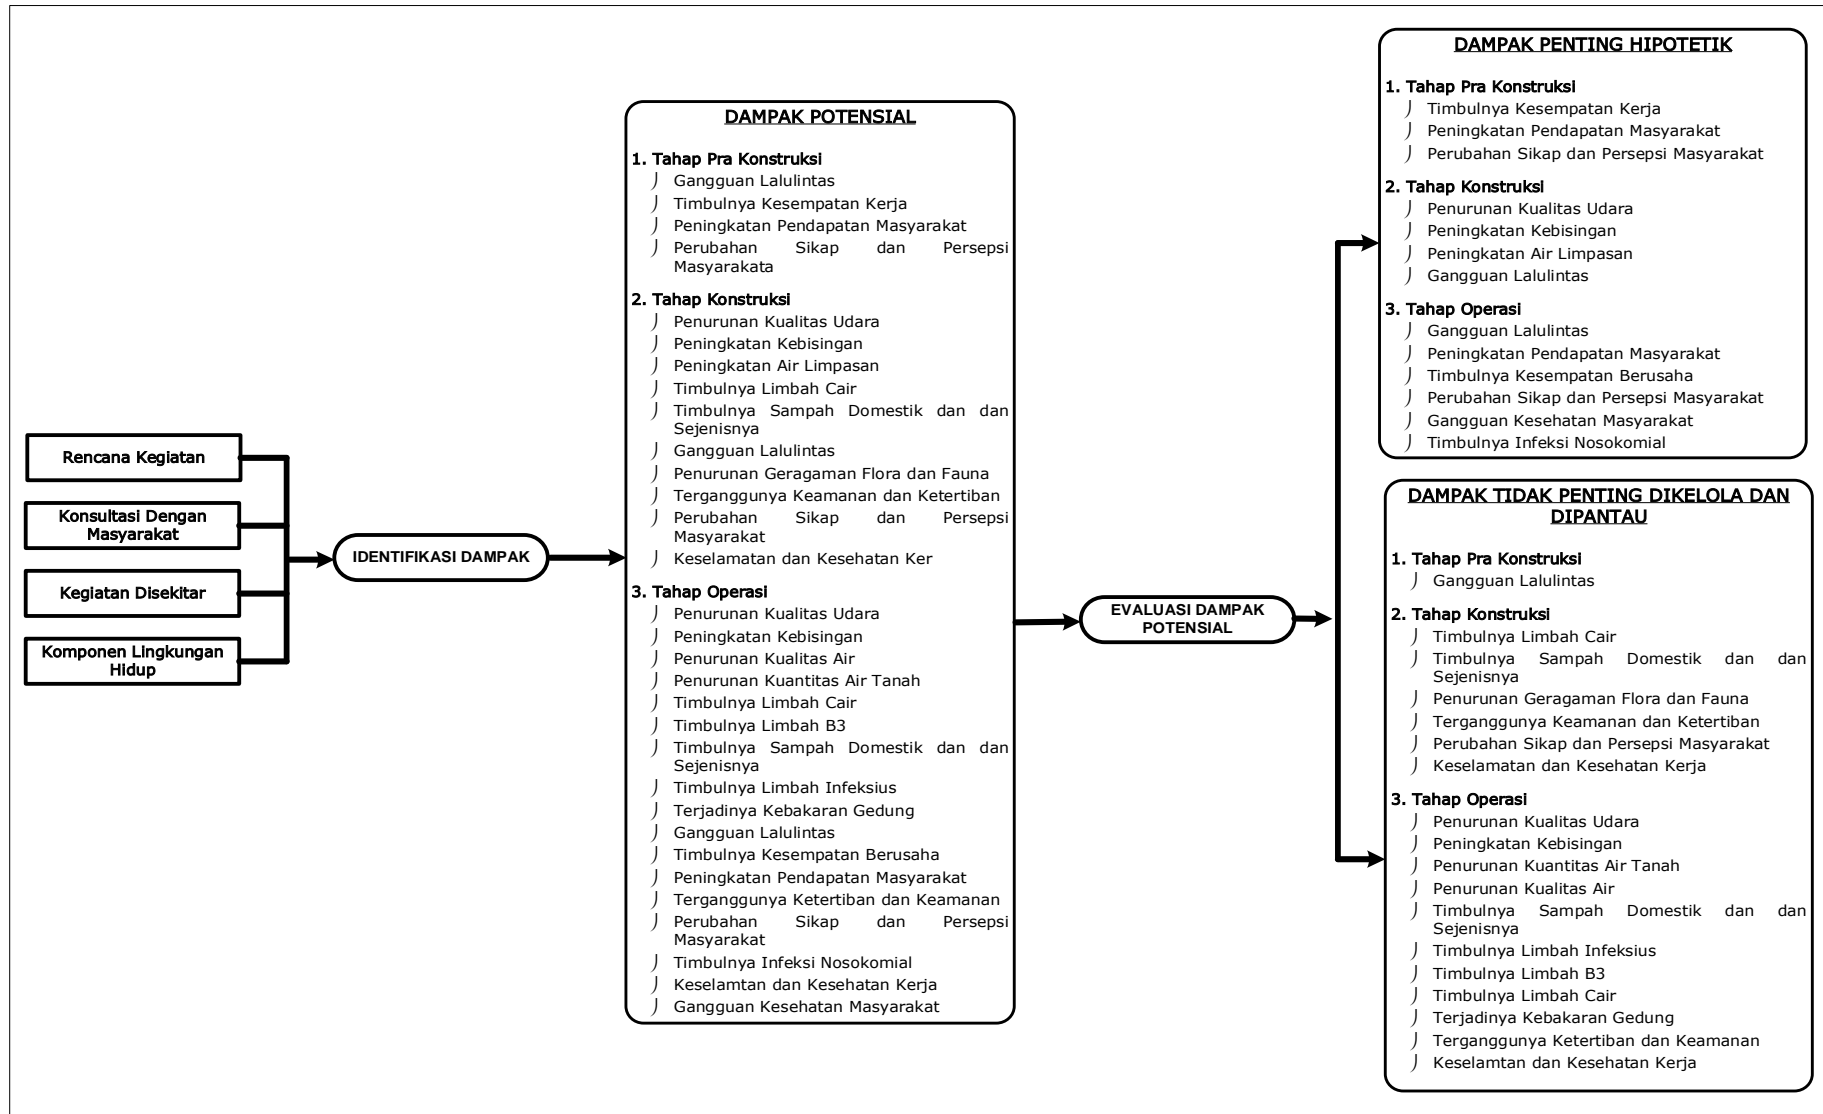 Rencana Kegiatan
Konsultasi Dengan
Masyarakat
Kegiatan Disekitar
Komponen Lingkungan
Hidup
IDENTIFIKASI DAMPAK
DAMPAK POTENSIAL
1. Tahap Pra Konstruksi
⌡ Gangguan Lalulintas
⌡ Timbulnya Kesempatan Kerja
⌡ Peningkatan Pendapatan Masyarakat
⌡ Perubahan Sikap dan Persepsi
Masyarakata
2. Tahap Konstruksi
⌡ Penurunan Kualitas Udara
⌡ Peningkatan Kebisingan
⌡ Peningkatan Air Limpasan
⌡ Timbulnya Limbah Cair
⌡ Timbulnya Sampah Domestik dan dan
Sejenisnya
⌡ Gangguan Lalulintas
⌡ Penurunan Geragaman Flora dan Fauna
⌡ Terganggunya Keamanan dan Ketertiban
⌡ Perubahan Sikap dan Persepsi
Masyarakat
⌡ Keselamatan dan Kesehatan Ker
3. Tahap Operasi
⌡ Penurunan Kualitas Udara
⌡ Peningkatan Kebisingan
⌡ Penurunan Kualitas Air
⌡ Penurunan Kuantitas Air Tanah
⌡ Timbulnya Limbah Cair
⌡ Timbulnya Limbah B3
⌡ Timbulnya Sampah Domestik dan dan
Sejenisnya
⌡ Timbulnya Limbah Infeksius
⌡ Terjadinya Kebakaran Gedung
⌡ Gangguan Lalulintas
⌡ Timbulnya Kesempatan Berusaha
⌡ Peningkatan Pendapatan Masyarakat
⌡ Terganggunya Ketertiban dan Keamanan
⌡ Perubahan Sikap dan Persepsi
Masyarakat
⌡ Timbulnya Infeksi Nosokomial
⌡ Keselamtan dan Kesehatan Kerja
⌡ Gangguan Kesehatan Masyarakat
EVALUASI DAMPAK
POTENSIAL
DAMPAK PENTING HIPOTETIK
1. Tahap Pra Konstruksi
⌡ Timbulnya Kesempatan Kerja
⌡ Peningkatan Pendapatan Masyarakat
⌡ Perubahan Sikap dan Persepsi Masyarakat
2. Tahap Konstruksi
⌡ Penurunan Kualitas Udara
⌡ Peningkatan Kebisingan
⌡ Peningkatan Air Limpasan
⌡ Gangguan Lalulintas
3. Tahap Operasi
⌡ Gangguan Lalulintas
⌡ Peningkatan Pendapatan Masyarakat
⌡ Timbulnya Kesempatan Berusaha
⌡ Perubahan Sikap dan Persepsi Masyarakat
⌡ Gangguan Kesehatan Masyarakat
⌡ Timbulnya Infeksi Nosokomial
DAMPAK TIDAK PENTING DIKELOLA DAN
DIPANTAU
1. Tahap Pra Konstruksi
⌡ Gangguan Lalulintas
2. Tahap Konstruksi
⌡ Timbulnya Limbah Cair
⌡ Timbulnya Sampah Domestik dan dan
Sejenisnya
⌡ Penurunan Geragaman Flora dan Fauna
⌡ Terganggunya Keamanan dan Ketertiban
⌡ Perubahan Sikap dan Persepsi Masyarakat
⌡ Keselamatan dan Kesehatan Kerja
3. Tahap Operasi
⌡ Penurunan Kualitas Udara
⌡ Peningkatan Kebisingan
⌡ Penurunan Kuantitas Air Tanah
⌡ Penurunan Kualitas Air
⌡ Timbulnya Sampah Domestik dan dan
Sejenisnya
⌡ Timbulnya Limbah Infeksius
⌡ Timbulnya Limbah B3
⌡ Timbulnya Limbah Cair
⌡ Terjadinya Kebakaran Gedung
⌡ Terganggunya Ketertiban dan Keamanan
⌡ Keselamtan dan Kesehatan Kerja